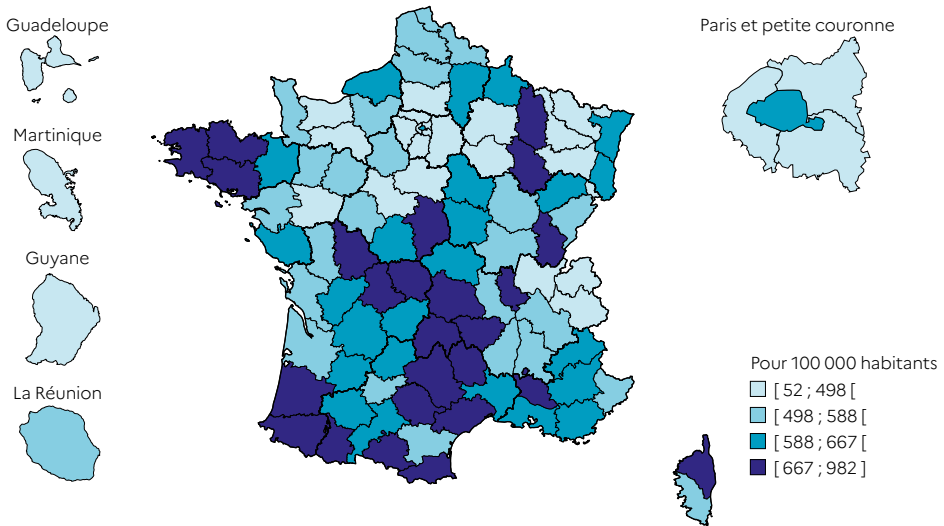 Guadeloupe
Martinique
Guyane
La Réunion
Paris et petite couronne
Pour 100 000 habitants
[ 52 ; 498 [
[ 498 ; 588 [
[ 588 ; 667 [
[ 667 ; 982 ]